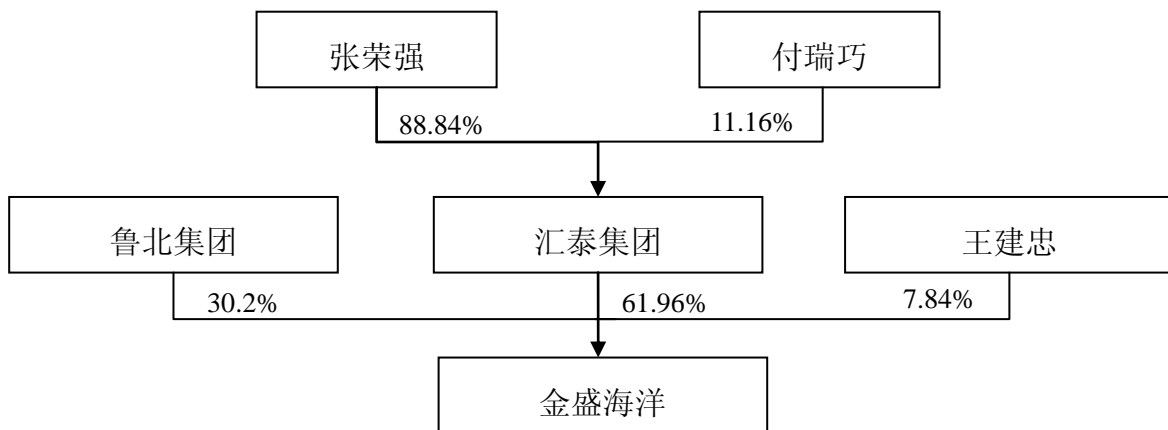 张荣强
付瑞巧
88.84%
11.16%
鲁北集团
汇泰集团
王建忠
30.2%
61.96%
7.84%
金盛海洋